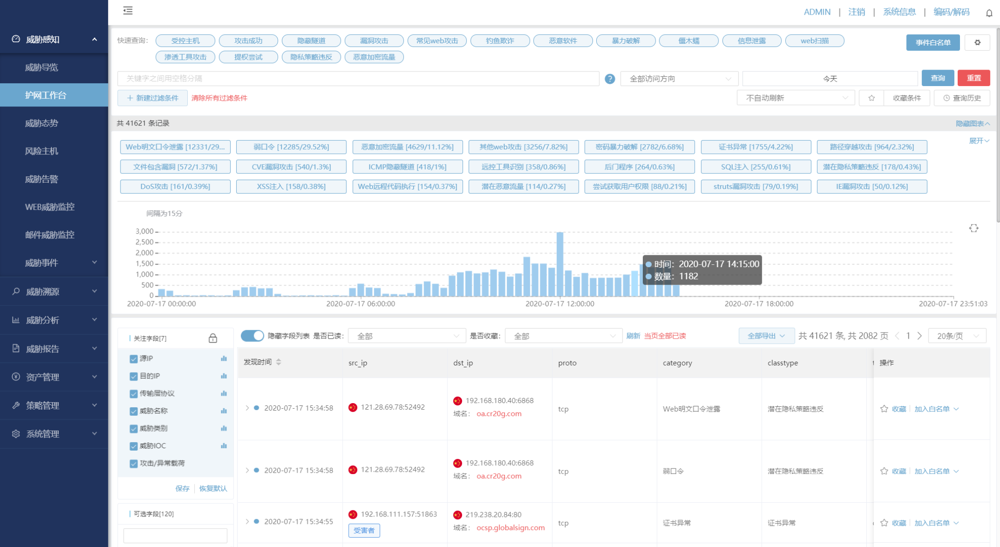 ADMIN | 注销 | 系统信息 | 编码/解码
威胁感知
威胁导览
护网工作台
威胁态势
风险主机
威胁告警
WEB威胁监控
邮件威胁监控
威胁事件
威胁溯源
威胁分析
威胁报告
资产管理
策略管理
系统管理
快速查询: 受控主机 攻击成功 隐蔽隧道 漏洞攻击 常见web攻击 钓鱼欺诈 恶意软件 暴力破解 僵木蠕 信息泄露 web扫描 事件白名单
渗透工具攻击 提权尝试 隐私策略违反 恶意加密流量
关键字之间用空格分隔 ? 全部访问方向 今天 查询 重置
+ 新建过滤条件 清除所有过滤条件 不自动刷新 收藏条件 查询历史
共 41621 条记录 隐藏图表
展开
Web明文口令泄露 [12331/29... 弱口令 [12285/29.52%] 恶意加密流量 [4629/11.12%] 其他web攻击 [3256/7.82%] 密码暴力破解 [2782/6.68%] 证书异常 [1755/4.22%] 路径穿越攻击 [964/2.32%]
文件包含漏洞 [572/1.37%] CVE漏洞攻击 [540/1.3%] ICMP隐蔽隧道 [418/1%] 远控工具识别 [358/0.86%] 后门程序 [264/0.63%] SQL注入 [255/0.61%] 潜在隐私策略违反 [178/0.43%]
DoS攻击 [161/0.39%] XSS注入 [158/0.38%] Web远程代码执行 [154/0.37%] 潜在恶意流量 [114/0.27%] 尝试获取用户权限 [88/0.21%] struts漏洞攻击 [79/0.19%] IE漏洞攻击 [50/0.12%]
间隔为15分
3,000
2,500
2,000
1,500
1,000
500
0
时间: 2020-07-17 14:15:00
数量: 1182
2020-07-17 00:00:00 2020-07-17 06:00:00 2020-07-17 12:00:00 2020-07-17 18:00:00 2020-07-17 23:51:03
关注字段[7]
源IP
目的IP
传输层协议
威胁名称
威胁类别
威胁IOC
攻击/异常载荷
保存 | 恢复默认
可选字段[120]
隐藏字段列表 是否已读: 全部 是否收藏: 全部 刷新 当页全部已读 全部导出 共 41621 条, 共 2082 页 1 20条/页
发现时间 src_ip dst_ip proto category classtype 操作
2020-07-17 15:34:58 121.28.69.78:52492 192.168.180.40:6868 tcp Web明文口令泄露 潜在隐私策略违反 收藏 加入白名单
域名: oa.cr20g.com
2020-07-17 15:34:58 121.28.69.78:52492 192.168.180.40:6868 tcp 弱口令 潜在隐私策略违反 收藏 加入白名单
域名: oa.cr20g.com
2020-07-17 15:34:55 192.168.111.157:51863 219.238.20.84:80 tcp 证书异常 证书异常 收藏 加入白名单
受害者 域名: ocsp.globalsign.com